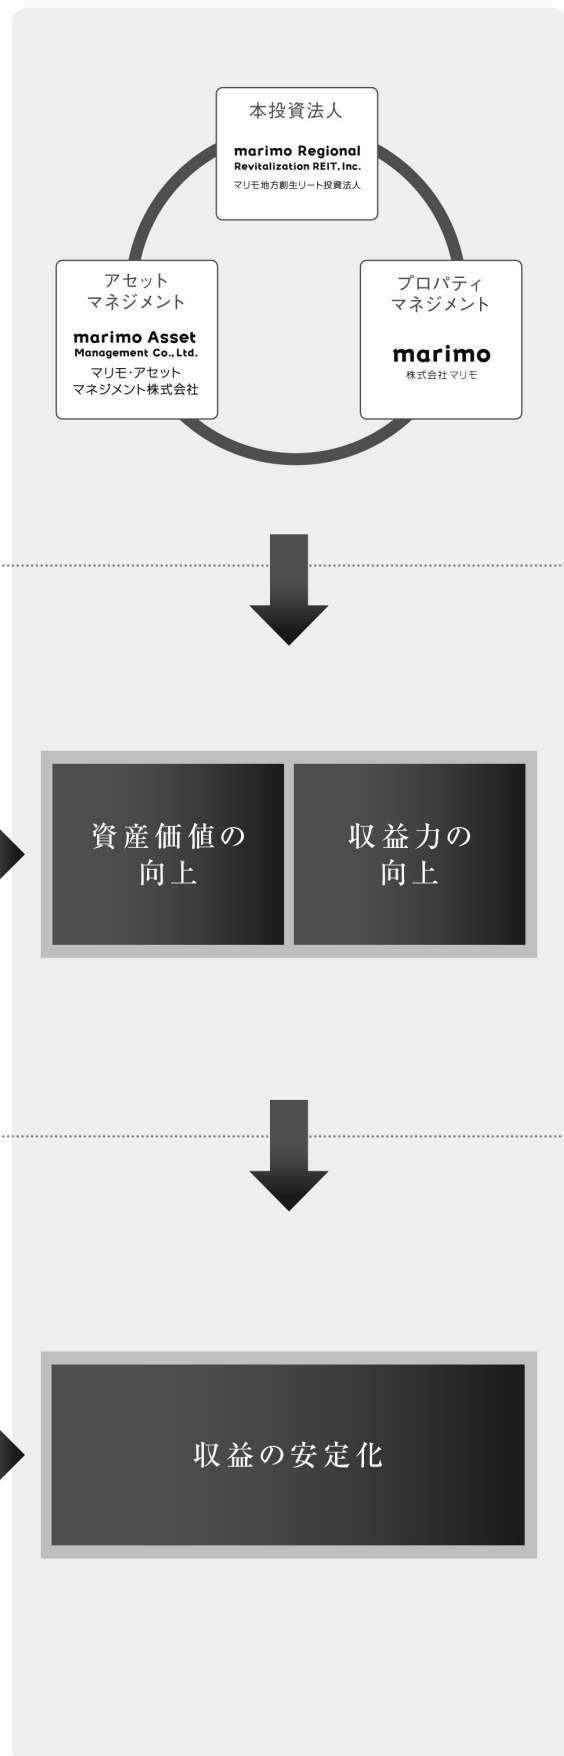 本投資法人
marimo Regional
Revitalization REIT, Inc.
マリモ地方創生リート投資法人
アセット
マネジメント
marimo Asset
Management Co., Ltd.
マリモ・アセット
マネジメント株式会社
プロパティ
マネジメント
marimo
株式会社マリモ
資産価値の
向上
収益力の
向上
収益の安定化